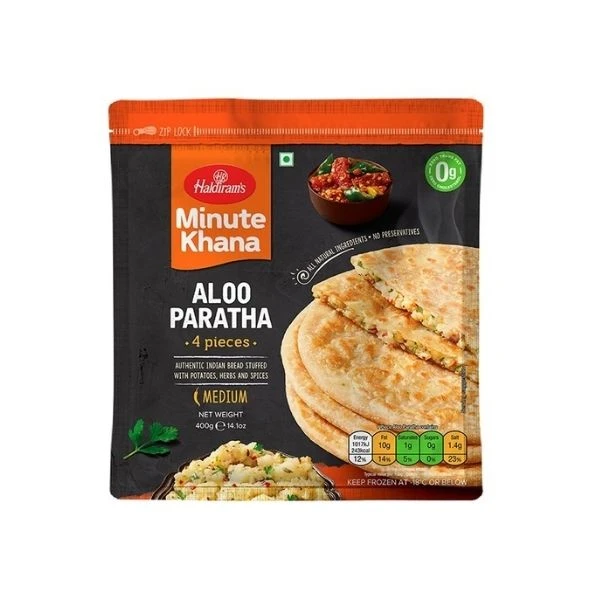 ZIP LOCK
HR
Haldiram's
Minute
Khana
ALOO
PARATHA
• 4 pieces •
AUTHENTIC INDIAN BREAD STUFFED
WITH POTATOES, HERBS AND SPICES
MEDIUM
NET WEIGHT
400g ℮ 14.1oz
0g
ALL NATURAL INGREDIENTS • NO PRESERVATIVES
Energy
1017kJ
243kcal
12%
Fat
10g
14%
Saturates
1g
5%
Sugars
0g
0%
Salt
1.4g
23%
KEEP FROZEN AT -18°C OR BELOW